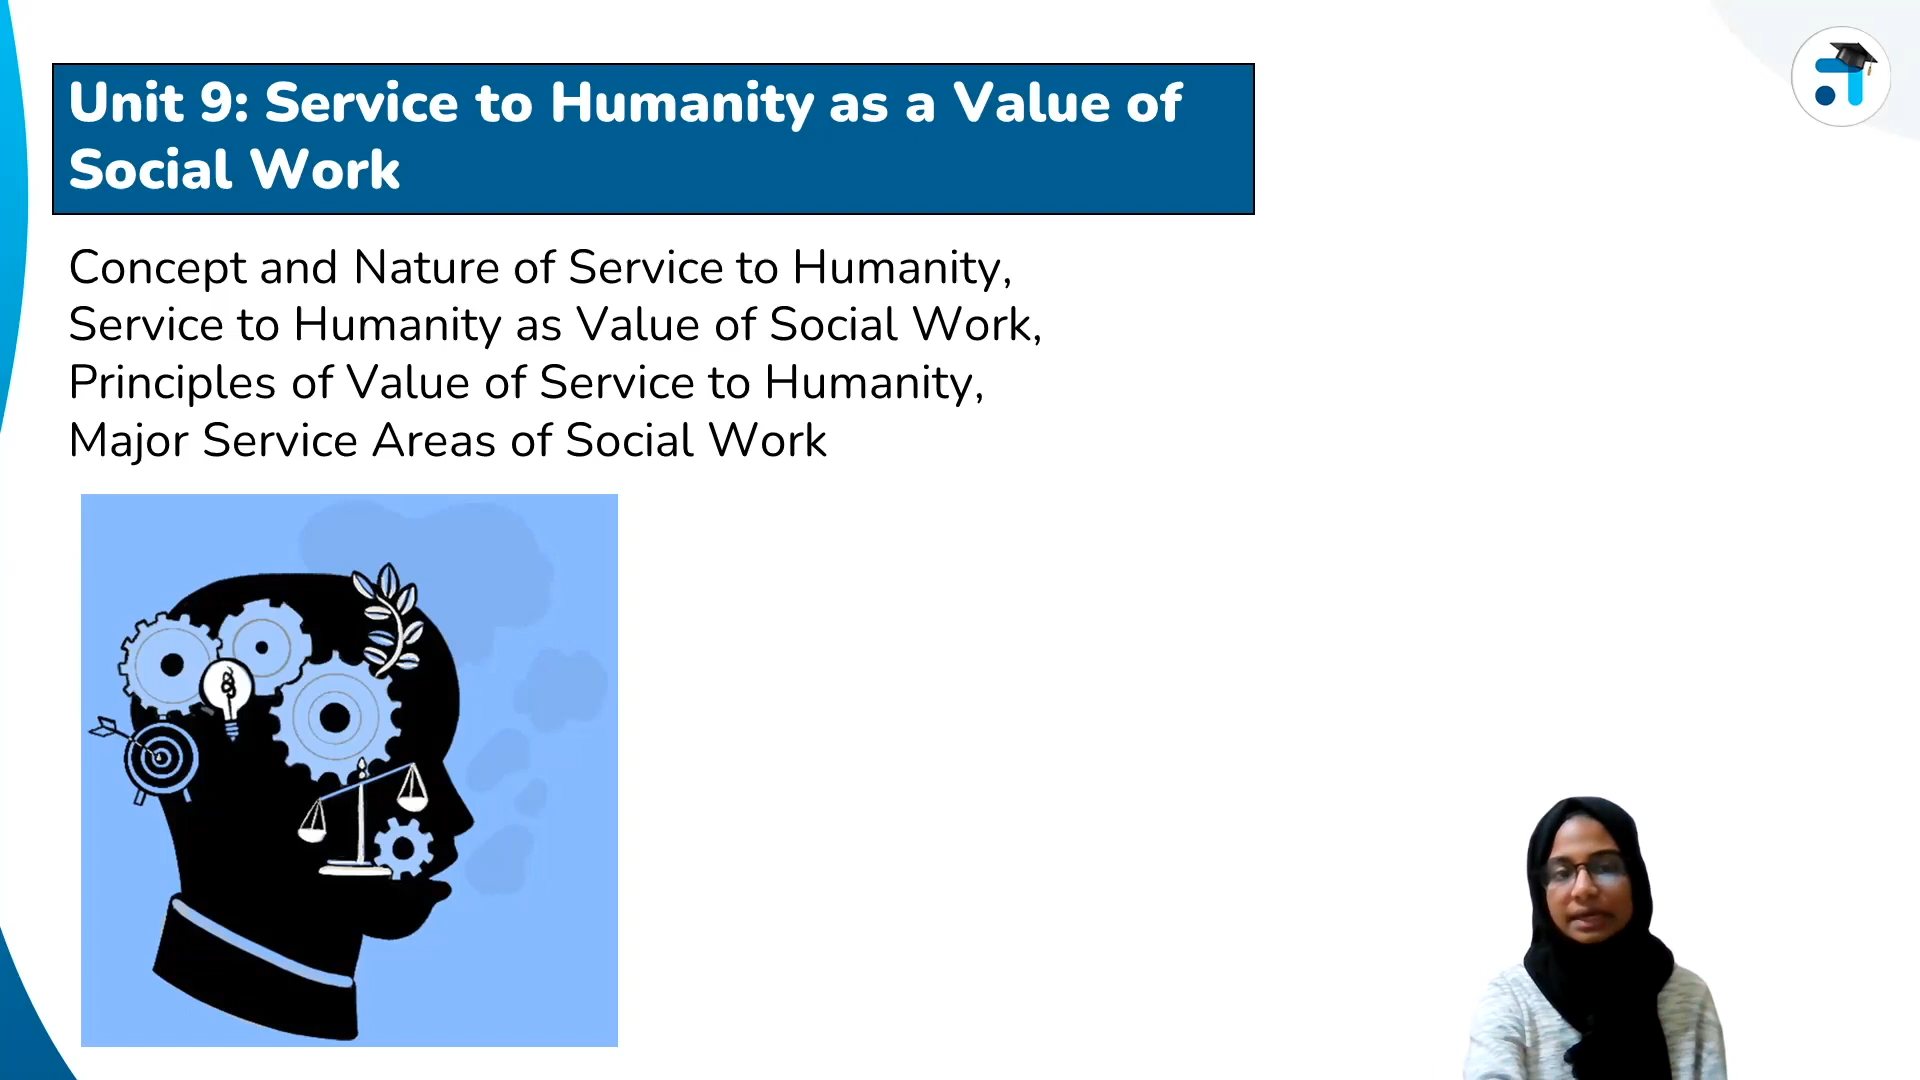 Unit 9: Service to Humanity as a Value of
Social Work
Concept and Nature of Service to Humanity,
Service to Humanity as Value of Social Work,
Principles of Value of Service to Humanity,
Major Service Areas of Social Work